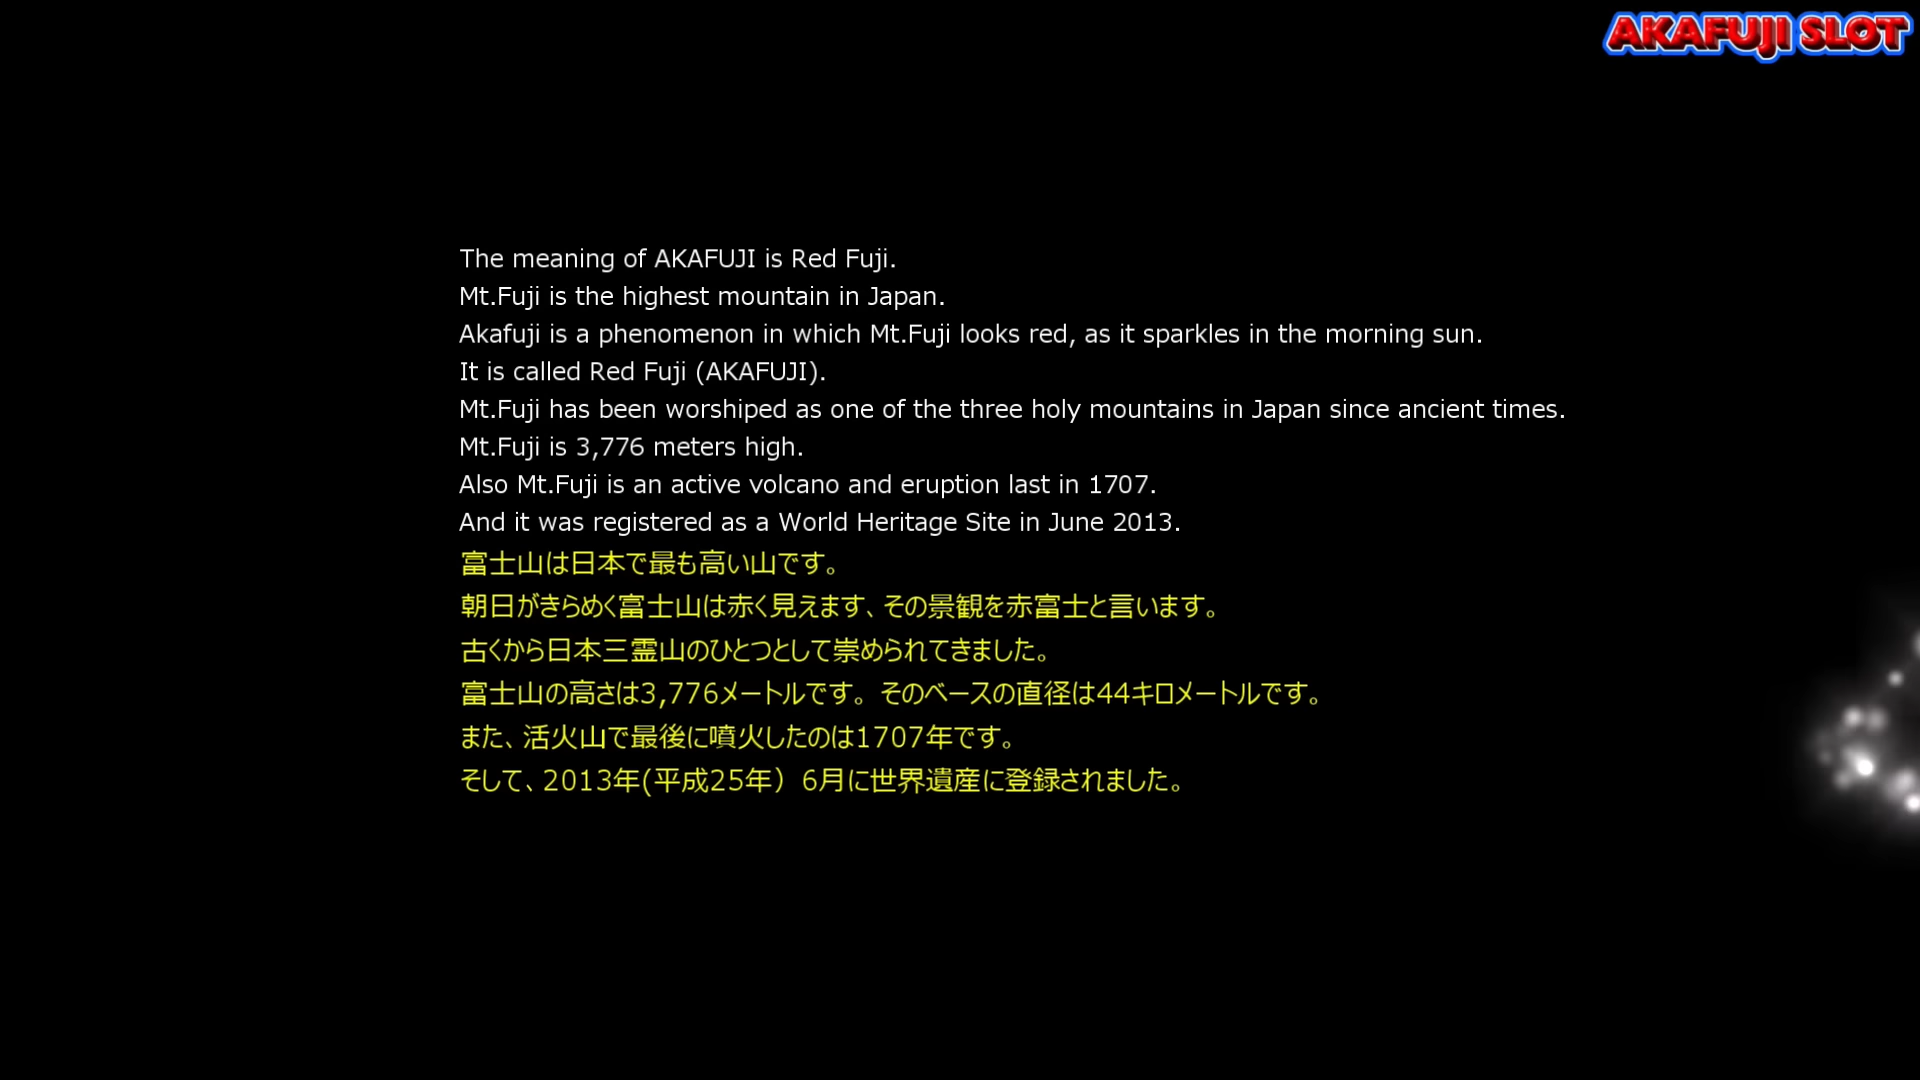 AKAFUJI SLOT
The meaning of AKAFUJI is Red Fuji.
Mt.Fuji is the highest mountain in Japan.
Akafuji is a phenomenon in which Mt.Fuji looks red, as it sparkles in the morning sun.
It is called Red Fuji (AKAFUJI).
Mt.Fuji has been worshiped as one of the three holy mountains in Japan since ancient times.
Mt.Fuji is 3,776 meters high.
Also Mt.Fuji is an active volcano and eruption last in 1707.
And it was registered as a World Heritage Site in June 2013.
富士山は日本で最も高い山です。
朝日がきらめく富士山は赤く見えます、その景観を赤富士と言います。
古くから日本三霊山のひとつとして崇められてきました。
富士山の高さは3,776メートルです。そのベースの直径は44キロメートルです。
また、活火山で最後に噴火したのは1707年です。
そして、2013年(平成25年）6月に世界遺産に登録されました。